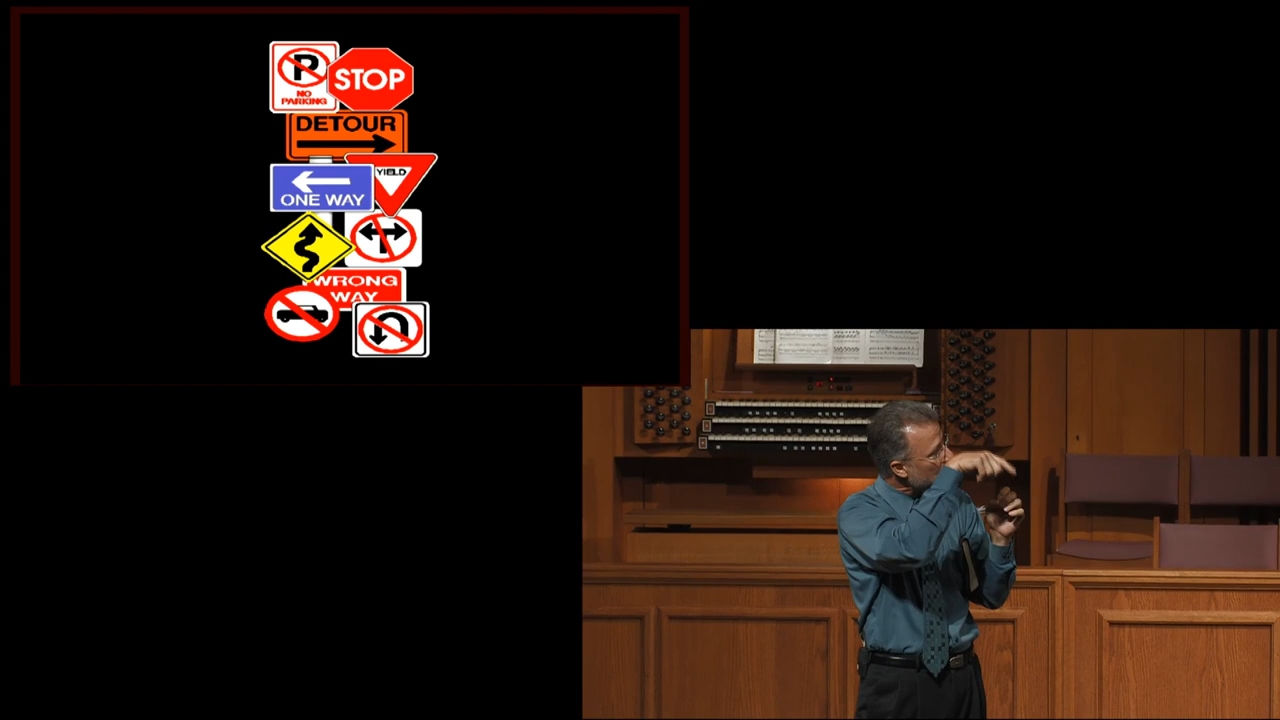 P
NO
PARKING
STOP
DETOUR
YIELD
ONE WAY
WRONG
WAY